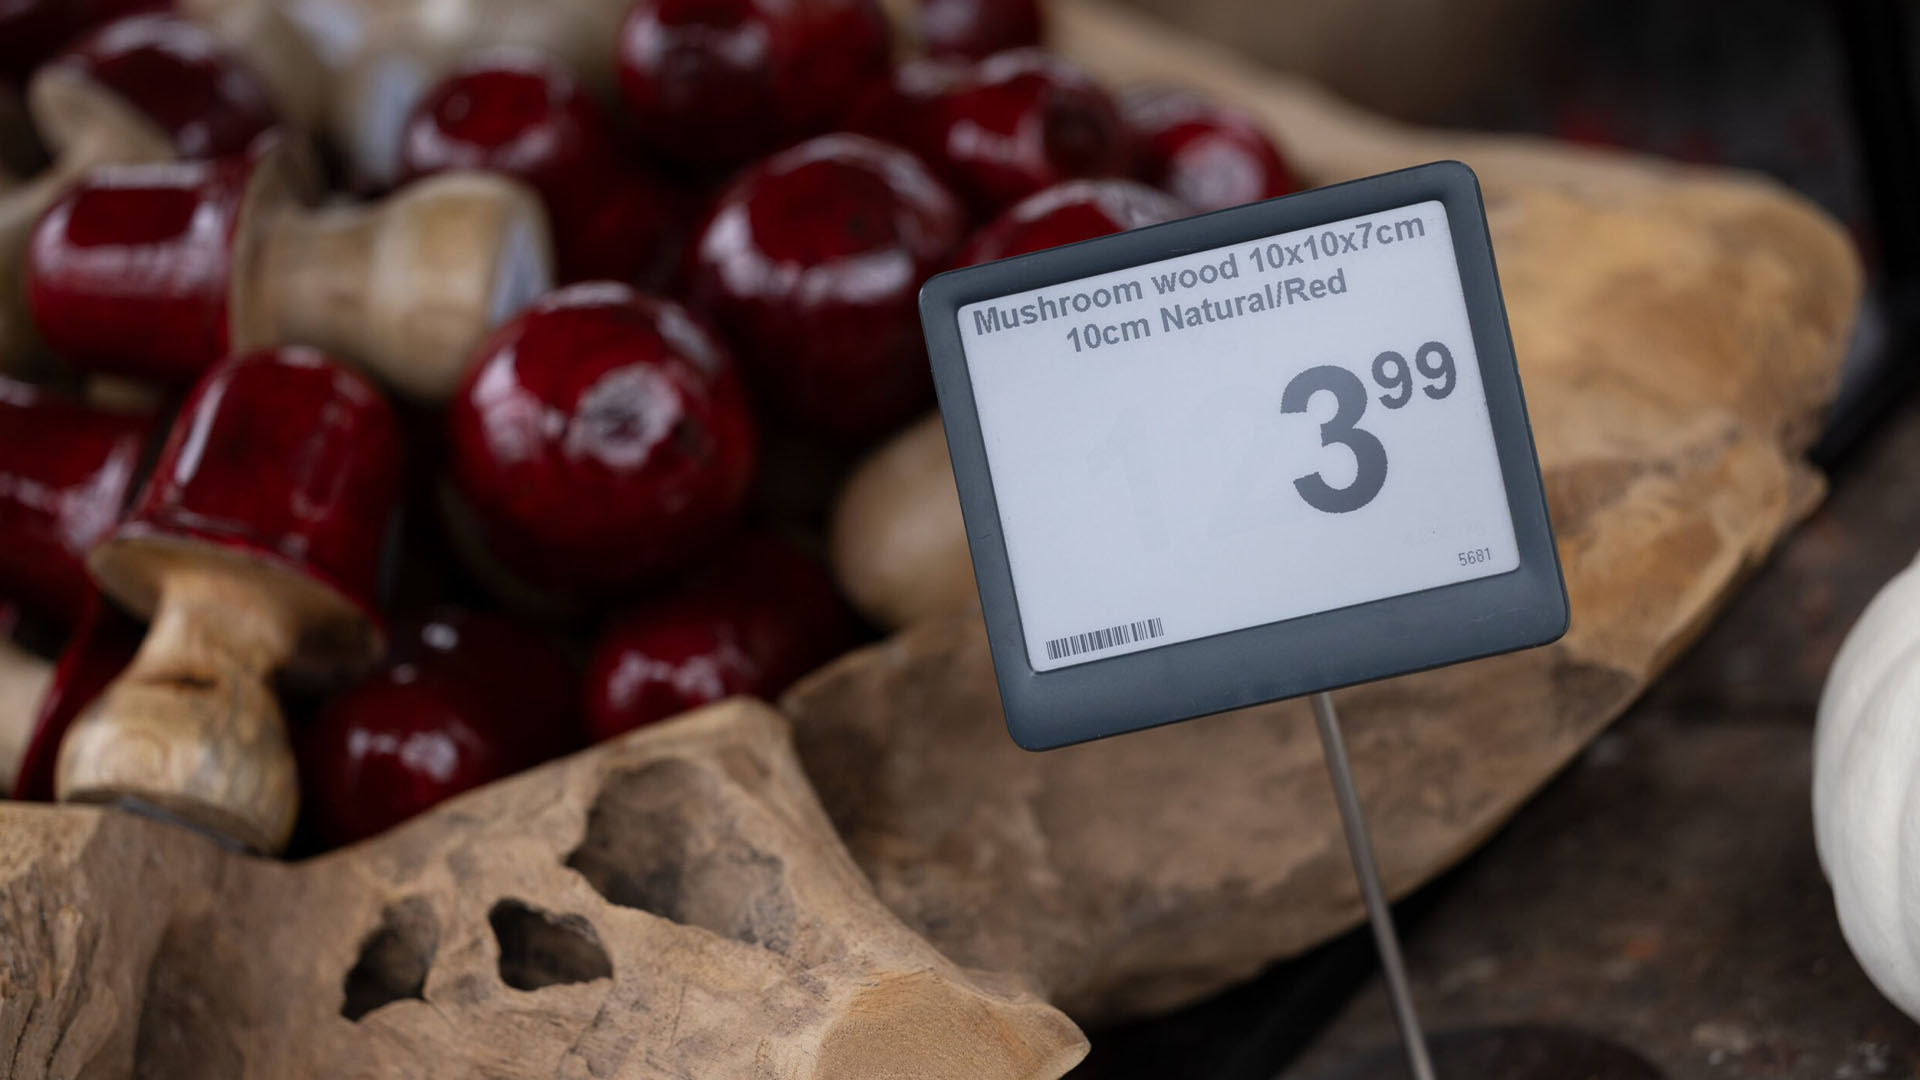 Mushroom wood 10x10x7cm
10cm Natural/Red
3 99
5681